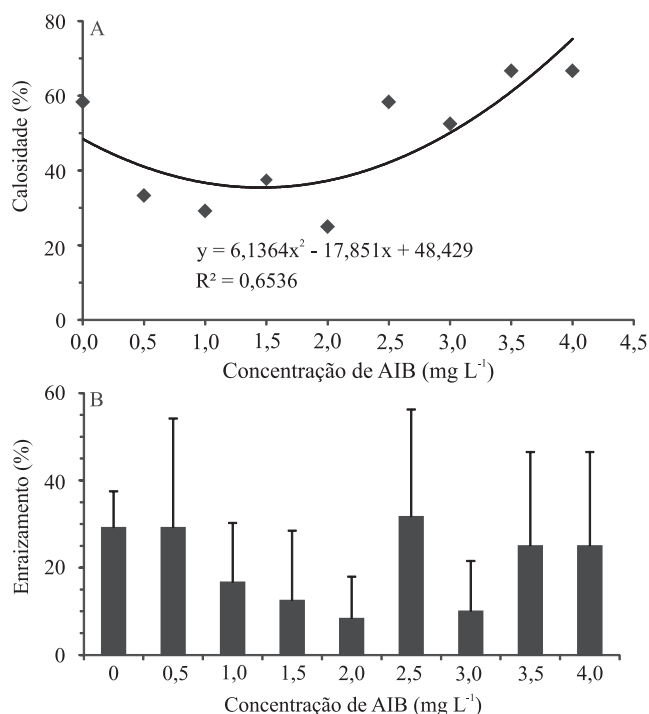 A
Calosidade (%)
80
60
40
20
0
y = 6,1364x² - 17,851x + 48,429
R² = 0,6536
0,0 0,5 1,0 1,5 2,0 2,5 3,0 3,5 4,0 4,5
Concentração de AIB (mg L⁻¹)
B
Enraizamento (%)
60
40
20
0
0 0,5 1,0 1,5 2,0 2,5 3,0 3,5 4,0
Concentração de AIB (mg L⁻¹)